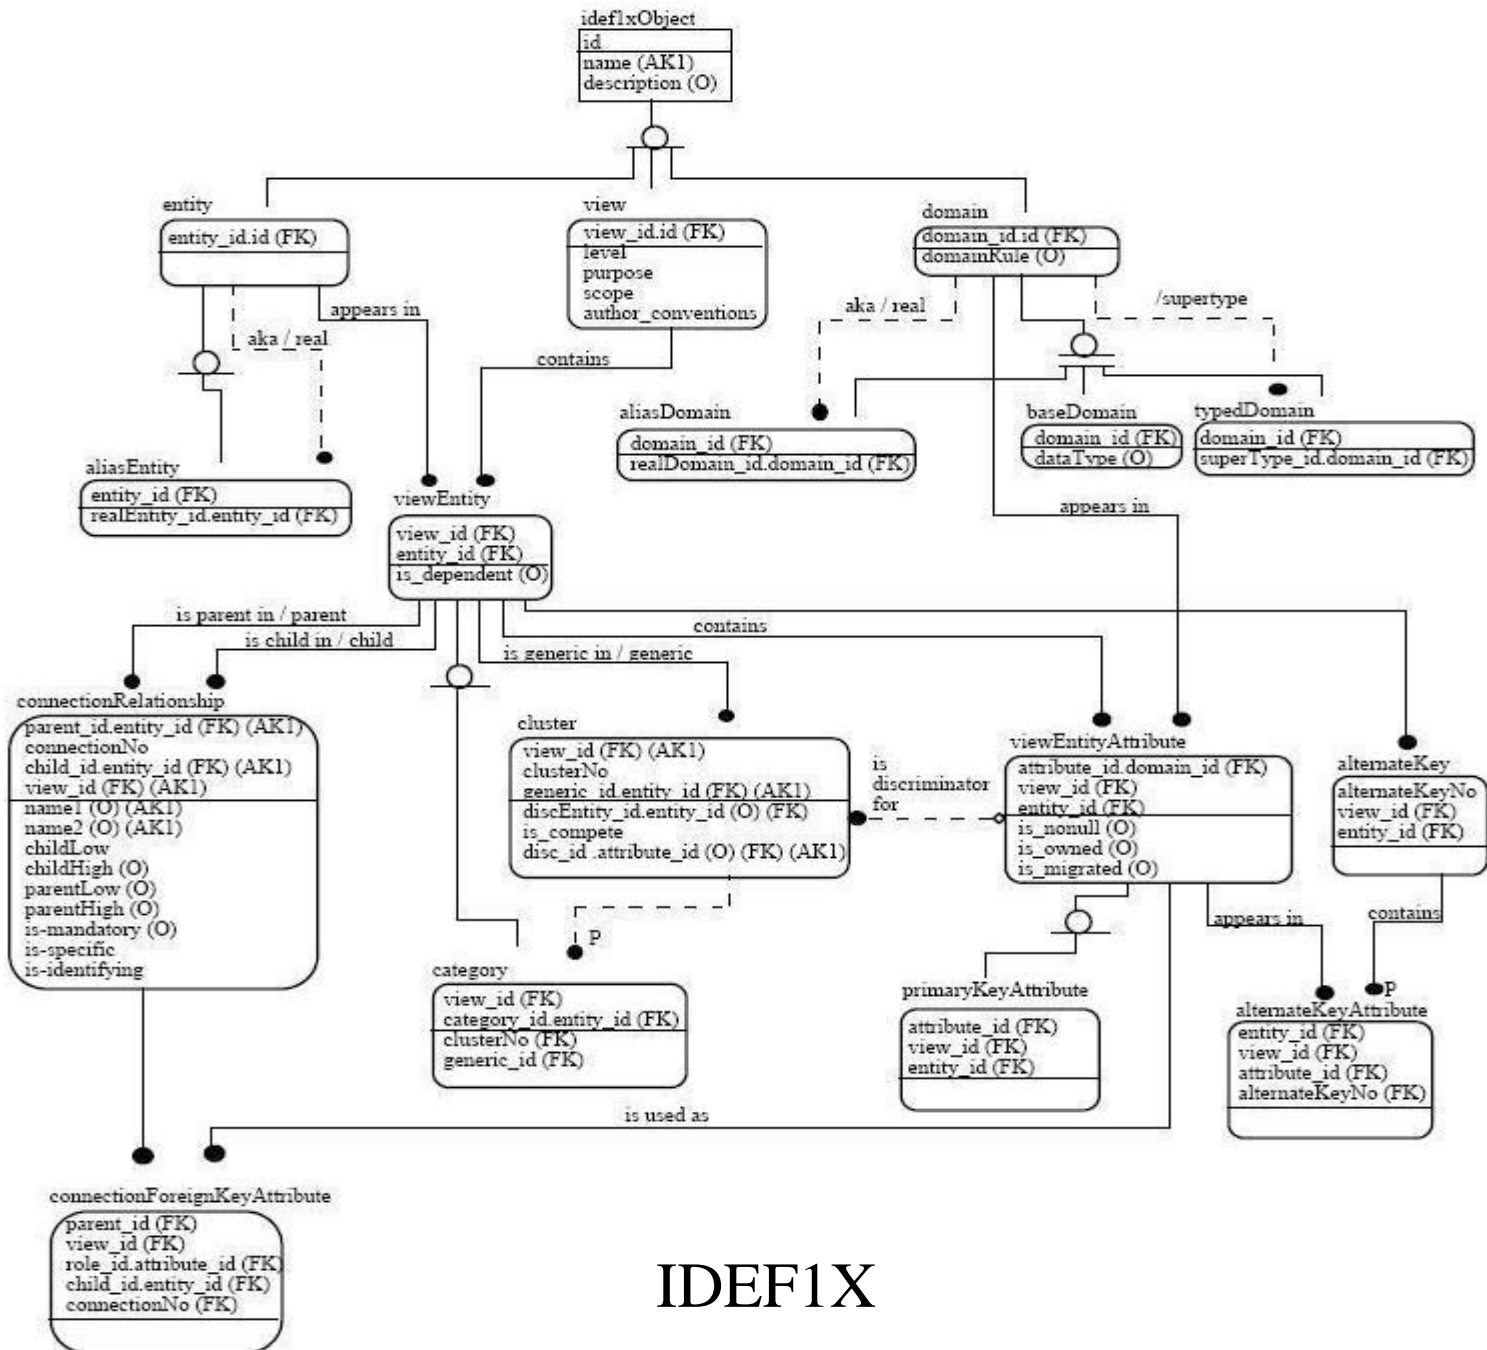 idef1xObject
id
name (AK1)
description (O)
entity
entity_id.id (FK)
view
view_id.id (FK)
level
purpose
scope
author_conventions
domain
domain_id.id (FK)
domainRule (O)
appears in
aka / real
contains
aka / real
/supertype
aliasDomain
domain_id (FK)
realDomain_id.domain_id (FK)
baseDomain
domain_id (FK)
dataType (O)
typedDomain
domain_id (FK)
superType_id.domain_id (FK)
aliasEntity
entity_id (FK)
realEntity_id.entity_id (FK)
viewEntity
view_id (FK)
entity_id (FK)
is_dependent (O)
appears in
is parent in / parent
is child in / child
is generic in / generic
contains
connectionRelationship
parent_id.entity_id (FK) (AK1)
connectionNo
child_id.entity_id (FK) (AK1)
view_id (FK) (AK1)
name1 (O) (AK1)
name2 (O) (AK1)
childLow
childHigh (O)
parentLow (O)
parentHigh (O)
is-mandatory (O)
is-specific
is-identifying
cluster
view_id (FK) (AK1)
clusterNo
generic_id.entity_id (FK) (AK1)
discEntity_id.entity_id (O) (FK)
is_compete
disc_id .attribute_id (O) (FK) (AK1)
is
discriminator
for
viewEntityAttribute
attribute_id.domain_id (FK)
view_id (FK)
entity_id (FK)
is_nonull (O)
is_owned (O)
is_migrated (O)
alternateKey
alternateKeyNo
view_id (FK)
entity_id (FK)
appears in
contains
P
category
view_id (FK)
category_id.entity_id (FK)
clusterNo (FK)
generic_id (FK)
primaryKeyAttribute
attribute_id (FK)
view_id (FK)
entity_id (FK)
P
alternateKeyAttribute
entity_id (FK)
view_id (FK)
attribute_id (FK)
alternateKeyNo (FK)
is used as
connectionForeignKeyAttribute
parent_id (FK)
view_id (FK)
role_id.attribute_id (FK)
child_id.entity_id (FK)
connectionNo (FK)
IDEF1X